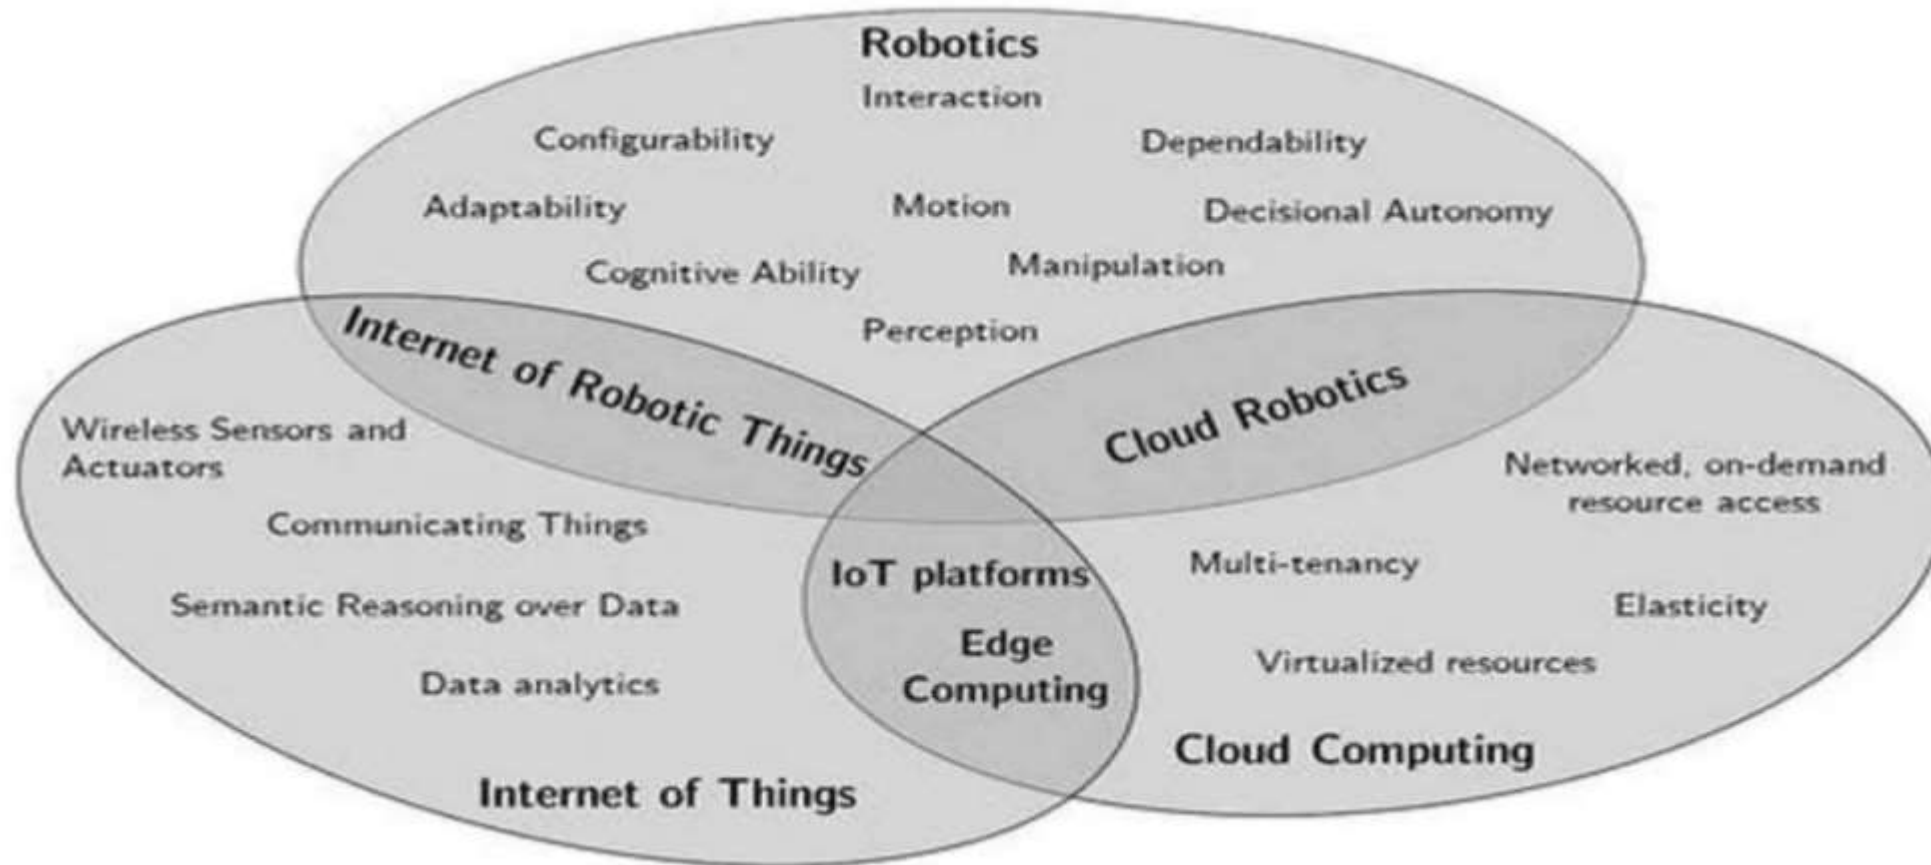 Robotics
Interaction
Configurability
Dependability
Adaptability
Motion
Decisional Autonomy
Cognitive Ability
Manipulation
Perception
Internet of Robotic Things
Cloud Robotics
Wireless Sensors and
Actuators
Communicating Things
Semantic Reasoning over Data
Data analytics
Internet of Things
IoT platforms
Edge
Computing
Networked, on-demand
resource access
Multi-tenancy
Elasticity
Virtualized resources
Cloud Computing